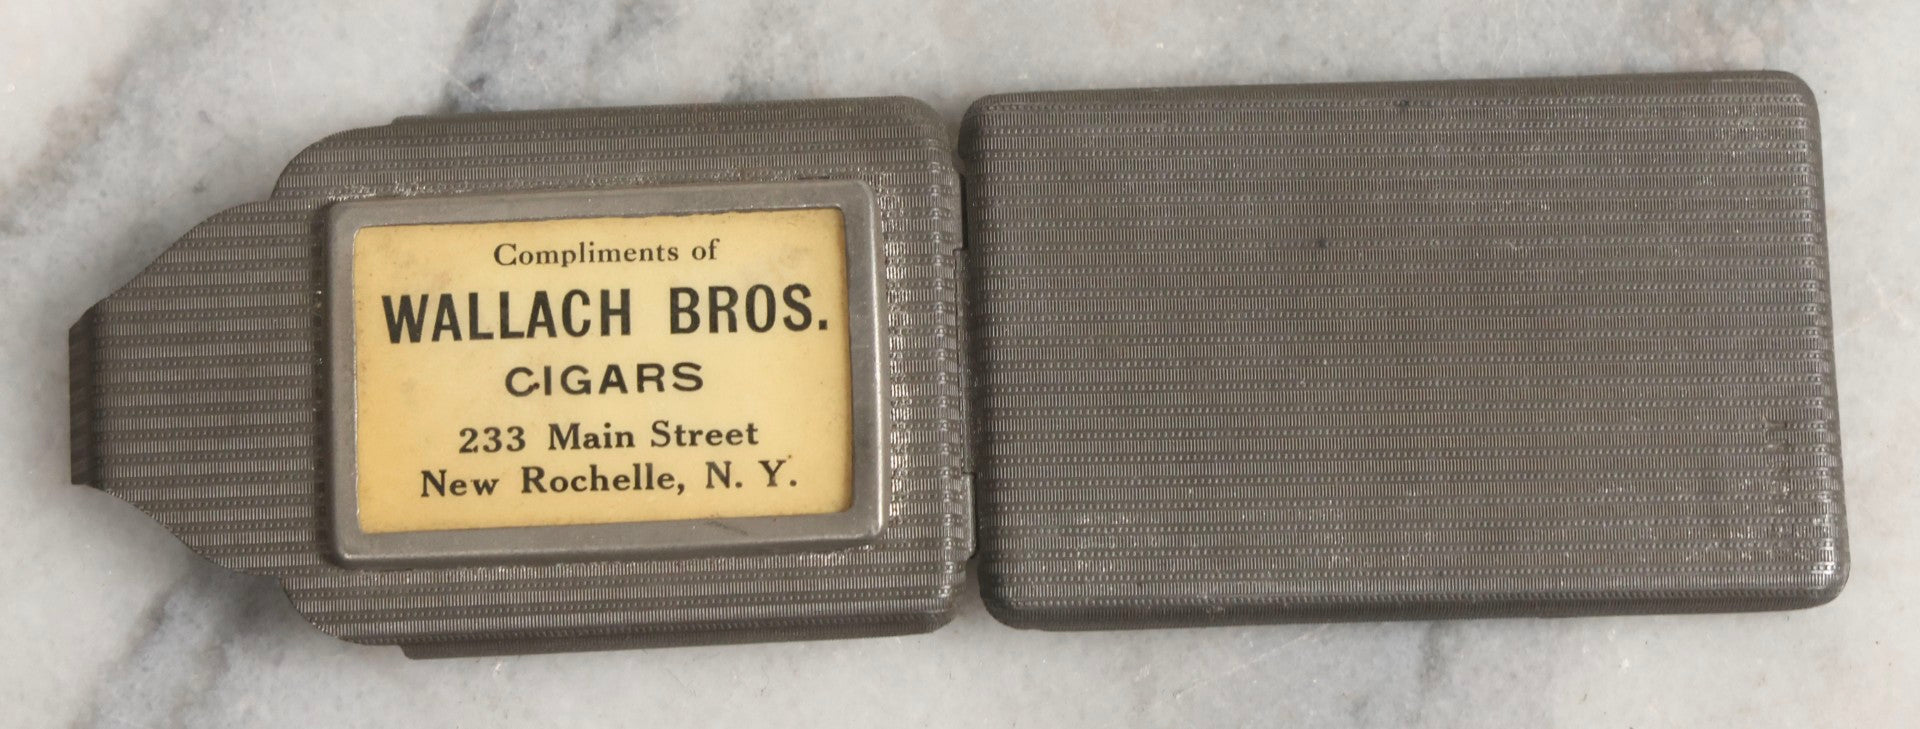 Compliments of
WALLACH BROS.
CIGARS
233 Main Street
New Rochelle, N. Y.